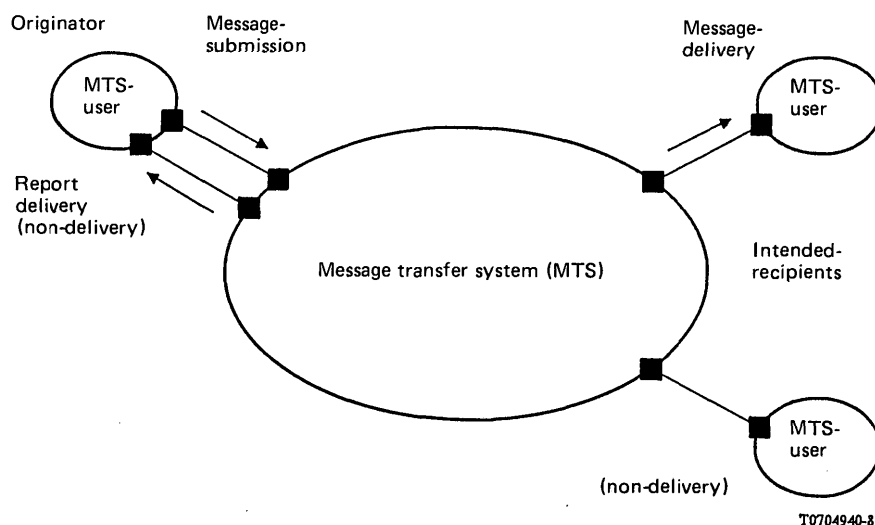 Originator
Message-
submission
MTS-
user
Report
delivery
(non-delivery)
Message transfer system (MTS)
Message-
delivery
MTS-
user
Intended-
recipients
MTS-
user
(non-delivery)
T0704940-8